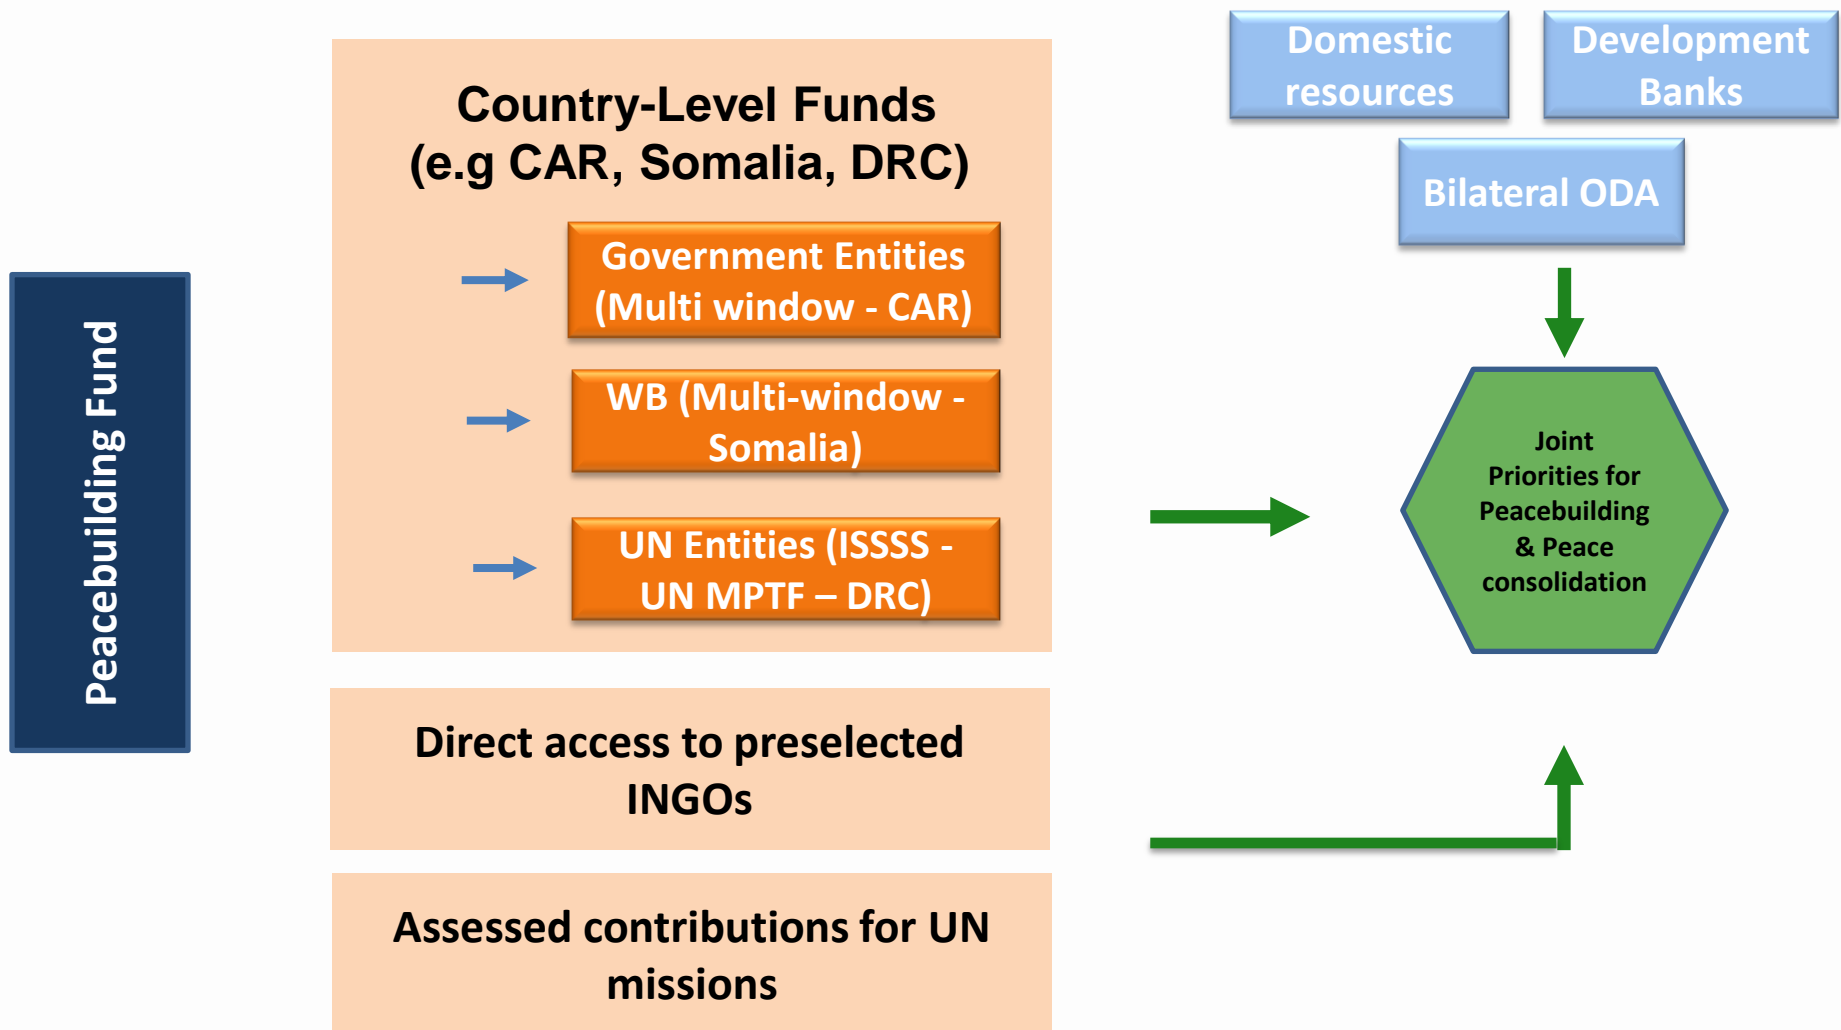 Peacebuilding Fund
Country-Level Funds
(e.g CAR, Somalia, DRC)
Government Entities
(Multi window - CAR)
WB (Multi-window -
Somalia)
UN Entities (ISSSS -
UN MPTF – DRC)
Direct access to preselected
INGOs
Assessed contributions for UN
missions
Domestic
resources
Development
Banks
Bilateral ODA
Joint
Priorities for
Peacebuilding
& Peace
consolidation